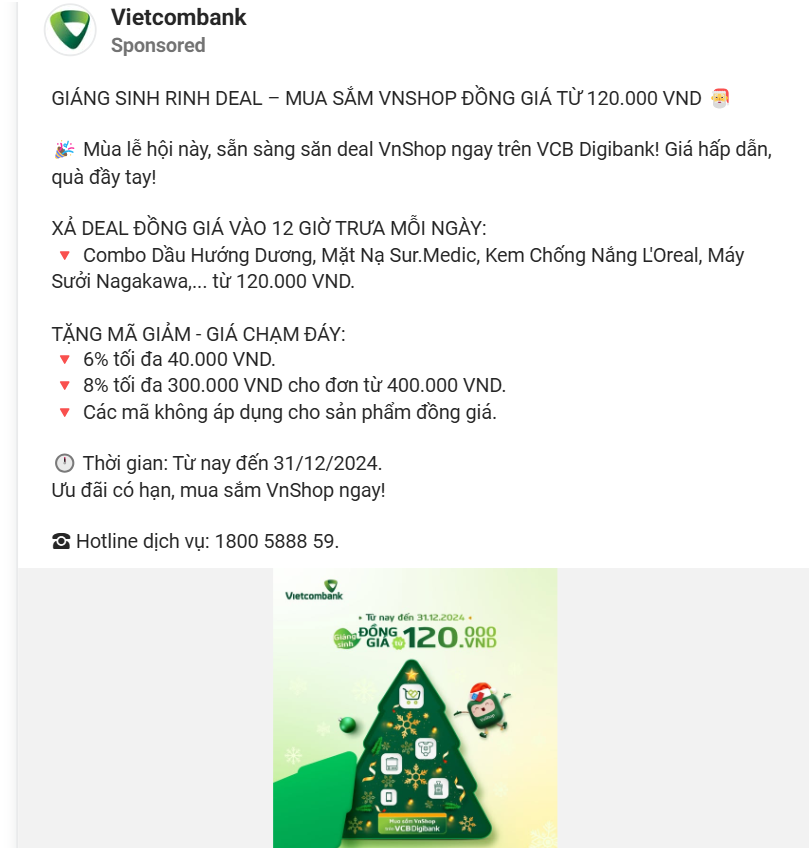 Vietcombank
Sponsored
GIÁNG SINH RINH DEAL – MUA SẮM VNSHOP ĐỒNG GIÁ TỪ 120.000 VND 🎅
🎉 Mùa lễ hội này, sẵn sàng săn deal VnShop ngay trên VCB Digibank! Giá hấp dẫn,
quà đầy tay!
XẢ DEAL ĐỒNG GIÁ VÀO 12 GIỜ TRƯA MỖI NGÀY:
🔻 Combo Dầu Hướng Dương, Mặt Nạ Sur.Medic, Kem Chống Nắng L'Oreal, Máy
Sưởi Nagakawa,... từ 120.000 VND.
TẶNG MÃ GIẢM - GIÁ CHẠM ĐÁY:
🔻 6% tối đa 40.000 VND.
🔻 8% tối đa 300.000 VND cho đơn từ 400.000 VND.
🔻 Các mã không áp dụng cho sản phẩm đồng giá.
🕛 Thời gian: Từ nay đến 31/12/2024.
Ưu đãi có hạn, mua sắm VnShop ngay!
☎ Hotline dịch vụ: 1800 5888 59.
Vietcombank
• Từ nay đến 31.12.2024 •
Giáng sinh ĐỒNG GIÁ từ 120.000 VND
VnShop
Mua sắm VnShop
trên VCB Digibank